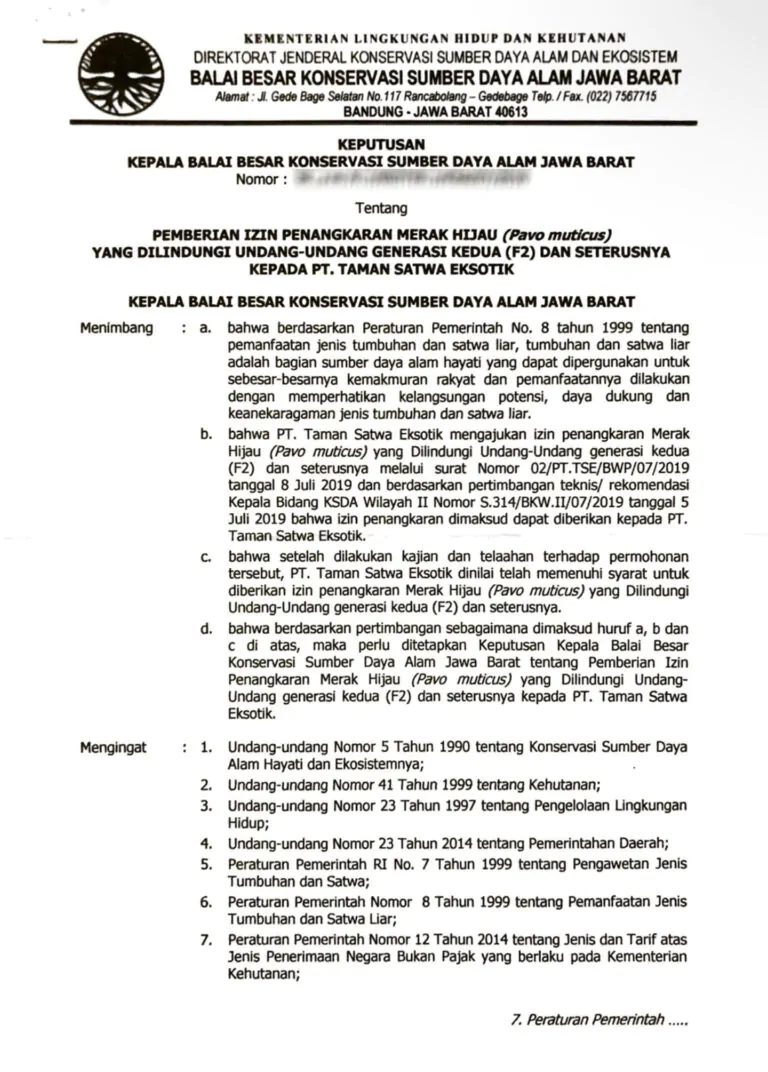 KEMENTERIAN LINGKUNGAN HIDUP DAN KEHUTANAN
DIREKTORAT JENDERAL KONSERVASI SUMBER DAYA ALAM DAN EKOSISTEM
BALAI BESAR KONSERVASI SUMBER DAYA ALAM JAWA BARAT
Alamat : Jl. Gede Bage Selatan No.117 Rancabolang – Gedebage Telp. / Fax. (022) 7567715
BANDUNG - JAWA BARAT 40613
KEPUTUSAN
KEPALA BALAI BESAR KONSERVASI SUMBER DAYA ALAM JAWA BARAT
Nomor :
Tentang
PEMBERIAN IZIN PENANGKARAN MERAK HIJAU (Pavo muticus)
YANG DILINDUNGI UNDANG-UNDANG GENERASI KEDUA (F2) DAN SETERUSNYA
KEPADA PT. TAMAN SATWA EKSOTIK
KEPALA BALAI BESAR KONSERVASI SUMBER DAYA ALAM JAWA BARAT
Menimbang : a. bahwa berdasarkan Peraturan Pemerintah No. 8 tahun 1999 tentang
pemanfaatan jenis tumbuhan dan satwa liar, tumbuhan dan satwa liar
adalah bagian sumber daya alam hayati yang dapat dipergunakan untuk
sebesar-besarnya kemakmuran rakyat dan pemanfaatannya dilakukan
dengan memperhatikan kelangsungan potensi, daya dukung dan
keanekaragaman jenis tumbuhan dan satwa liar.
b. bahwa PT. Taman Satwa Eksotik mengajukan izin penangkaran Merak
Hijau (Pavo muticus) yang Dilindungi Undang-Undang generasi kedua
(F2) dan seterusnya melalui surat Nomor 02/PT.TSE/BWP/07/2019
tanggal 8 Juli 2019 dan berdasarkan pertimbangan teknis/ rekomendasi
Kepala Bidang KSDA Wilayah II Nomor S.314/BKW.II/07/2019 tanggal 5
Juli 2019 bahwa izin penangkaran dimaksud dapat diberikan kepada PT.
Taman Satwa Eksotik.
c. bahwa setelah dilakukan kajian dan telaahan terhadap permohonan
tersebut, PT. Taman Satwa Eksotik dinilai telah memenuhi syarat untuk
diberikan izin penangkaran Merak Hijau (Pavo muticus) yang Dilindungi
Undang-Undang generasi kedua (F2) dan seterusnya.
d. bahwa berdasarkan pertimbangan sebagaimana dimaksud huruf a, b dan
c di atas, maka perlu ditetapkan Keputusan Kepala Balai Besar
Konservasi Sumber Daya Alam Jawa Barat tentang Pemberian Izin
Penangkaran Merak Hijau (Pavo muticus) yang Dilindungi Undang-
Undang generasi kedua (F2) dan seterusnya kepada PT. Taman Satwa
Eksotik.
Mengingat : 1. Undang-undang Nomor 5 Tahun 1990 tentang Konservasi Sumber Daya
Alam Hayati dan Ekosistemnya;
2. Undang-undang Nomor 41 Tahun 1999 tentang Kehutanan;
3. Undang-undang Nomor 23 Tahun 1997 tentang Pengelolaan Lingkungan
Hidup;
4. Undang-undang Nomor 23 Tahun 2014 tentang Pemerintahan Daerah;
5. Peraturan Pemerintah RI No. 7 Tahun 1999 tentang Pengawetan Jenis
Tumbuhan dan Satwa;
6. Peraturan Pemerintah Nomor 8 Tahun 1999 tentang Pemanfaatan Jenis
Tumbuhan dan Satwa Liar;
7. Peraturan Pemerintah Nomor 12 Tahun 2014 tentang Jenis dan Tarif atas
Jenis Penerimaan Negara Bukan Pajak yang berlaku pada Kementerian
Kehutanan;
7. Peraturan Pemerintah .....